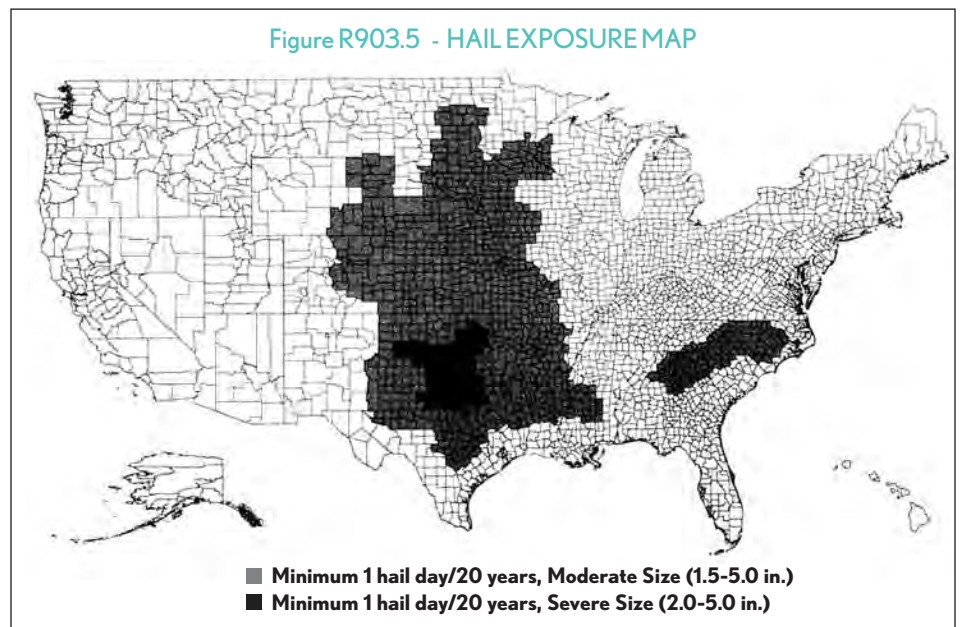 Figure R903.5 - HAIL EXPOSURE MAP
Minimum 1 hail day/20 years, Moderate Size (1.5-5.0 in.)
Minimum 1 hail day/20 years, Severe Size (2.0-5.0 in.)